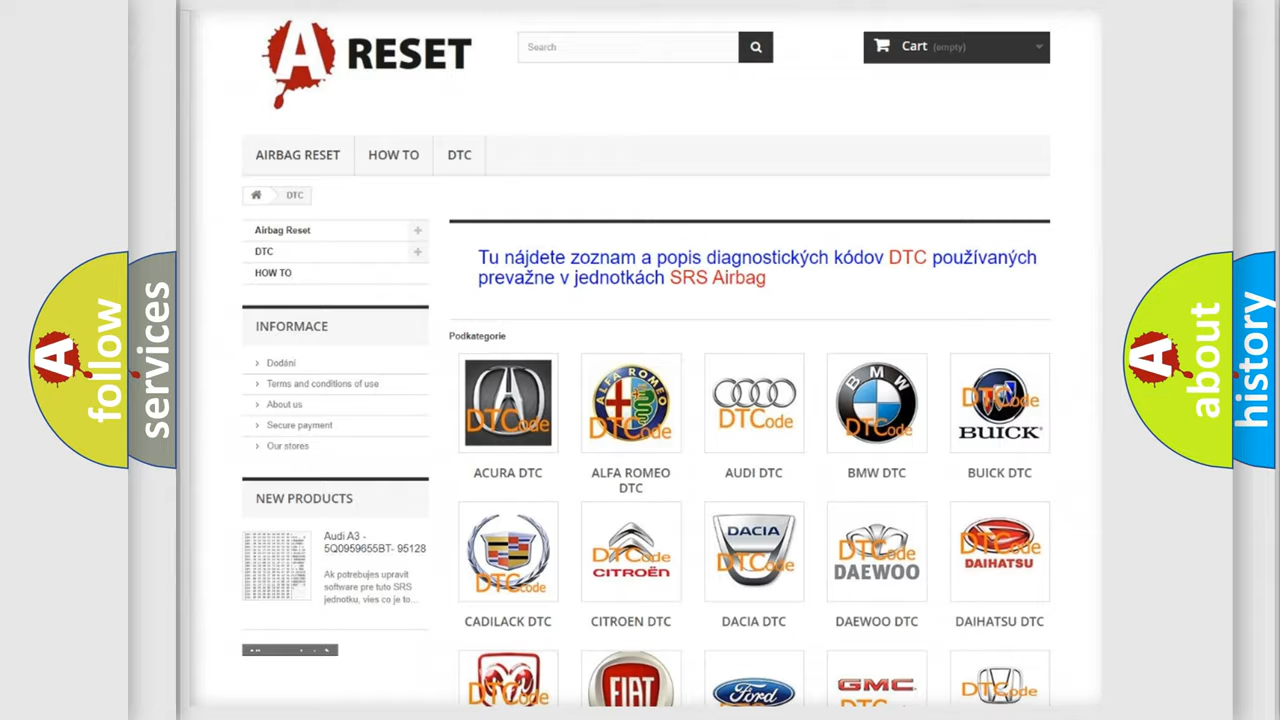 A RESET
Search
Cart (empty)
AIRBAG RESET
HOW TO
DTC
DTC
Airbag Reset
DTC
HOW TO
INFORMACE
Dodání
Terms and conditions of use
About us
Secure payment
Our stores
NEW PRODUCTS
Audi A3 -
5Q0959655BT- 95128
Ak potrebujes upravit
software pre tuto SRS
jednotku, vies co je to...
Tu nájdete zoznam a popis diagnostických kódov DTC používaných
prevažne v jednotkách SRS Airbag
Podkategorie
DTCode
ALFA ROMEO
DTCode
DTCode
BMW
DTCode
DTCode
BUICK
ACURA DTC
ALFA ROMEO
DTC
AUDI DTC
BMW DTC
BUICK DTC
DTCode
DTCode
CITROËN
DACIA
DTCode
DTCode
DAEWOO
DTCode
DAIHATSU
CADILACK DTC
CITROEN DTC
DACIA DTC
DAEWOO DTC
DAIHATSU DTC
DTCode
FIAT
Ford
GMC
DTCode
A follow
services
A about
history